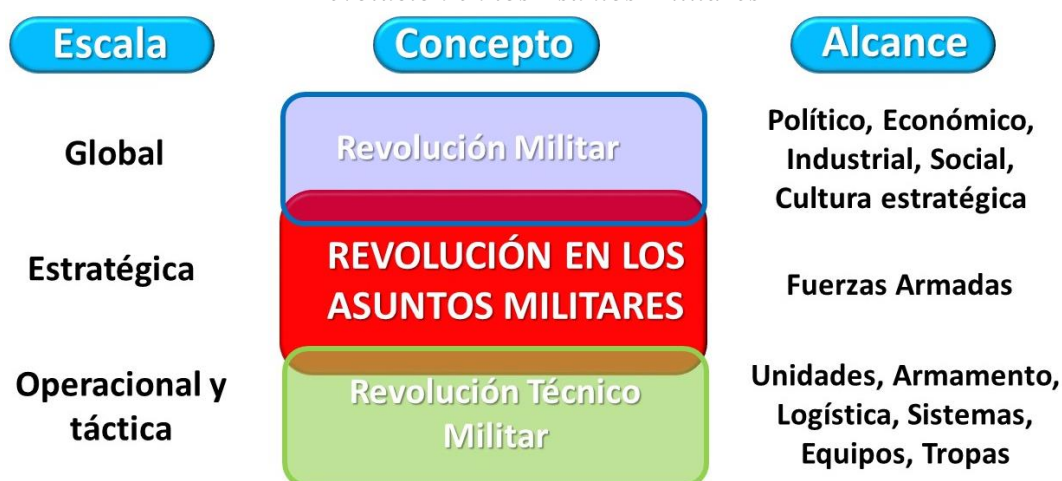 Escala
Concepto
Alcance
Global
Revolución Militar
Político, Económico,
Industrial, Social,
Cultura estratégica
Estratégica
REVOLUCIÓN EN LOS
ASUNTOS MILITARES
Fuerzas Armadas
Operacional y
táctica
Revolución Técnico
Militar
Unidades, Armamento,
Logística, Sistemas,
Equipos, Tropas